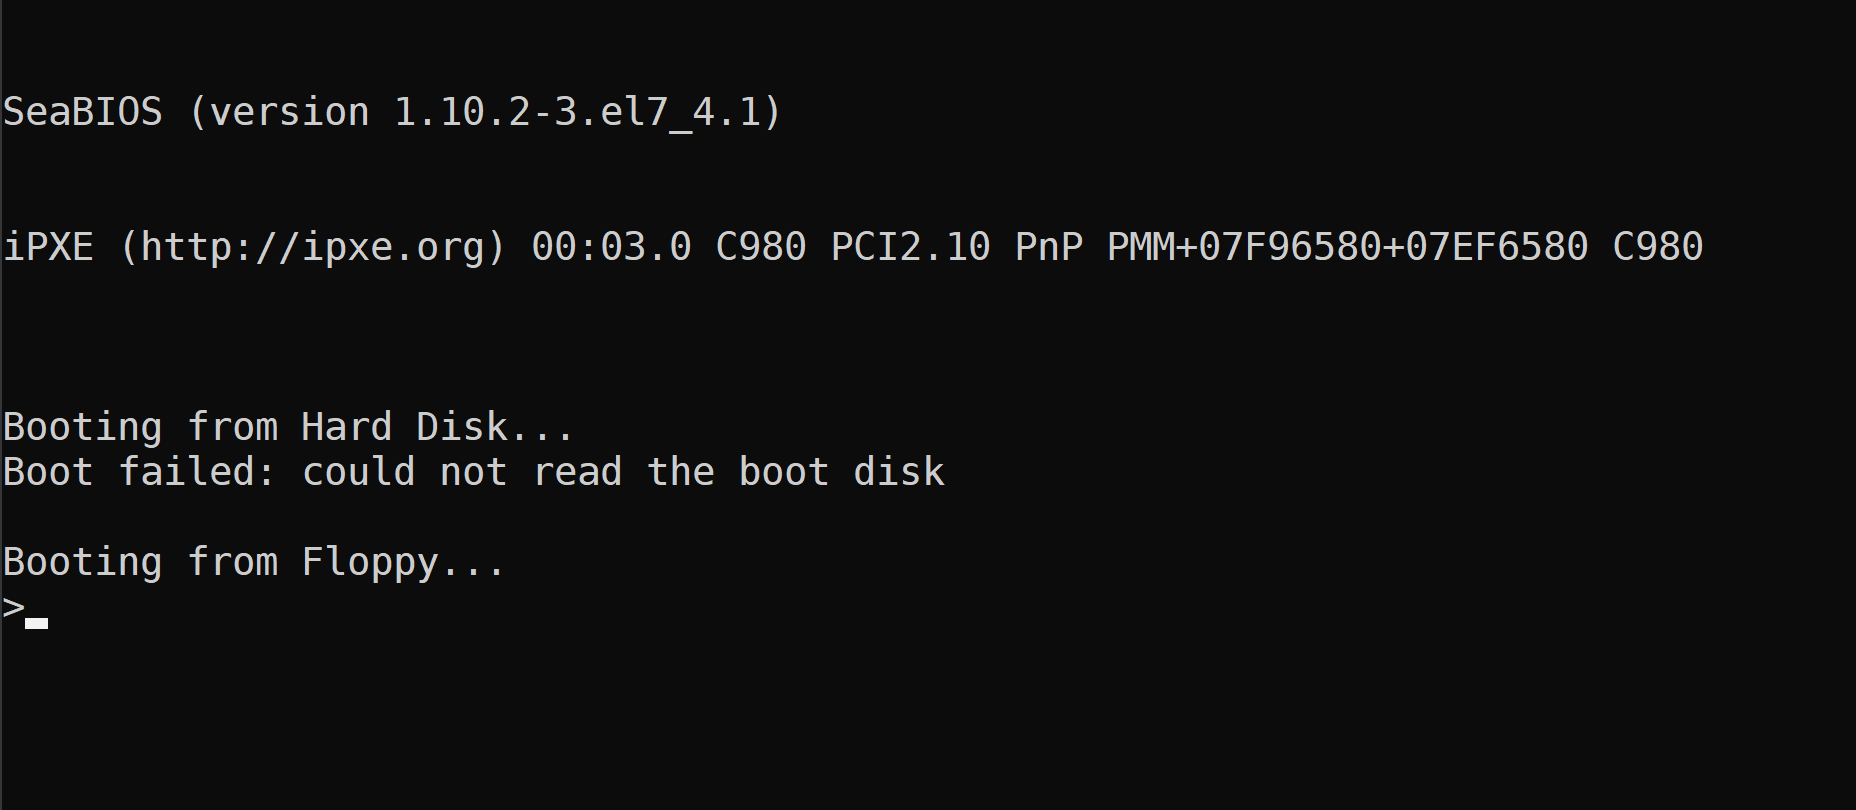 SeaBIOS (version 1.10.2-3.el7_4.1)
iPXE (http://ipxe.org) 00:03.0 C980 PCI2.10 PnP PMM+07F96580+07EF6580 C980
Booting from Hard Disk...
Boot failed: could not read the boot disk
Booting from Floppy...
>_